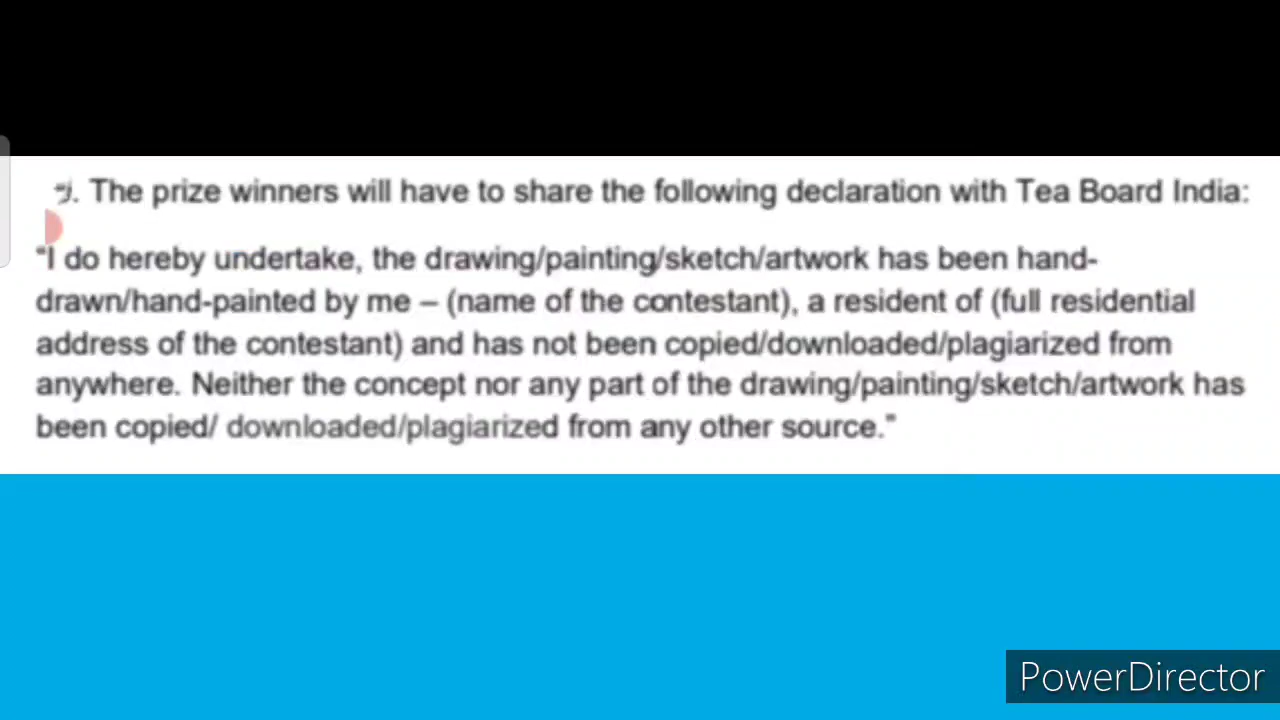 . The prize winners will have to share the following declaration with Tea Board India:
"I do hereby undertake, the drawing/painting/sketch/artwork has been hand-
drawn/hand-painted by me – (name of the contestant), a resident of (full residential
address of the contestant) and has not been copied/downloaded/plagiarized from
anywhere. Neither the concept nor any part of the drawing/painting/sketch/artwork has
been copied/ downloaded/plagiarized from any other source."
PowerDirector